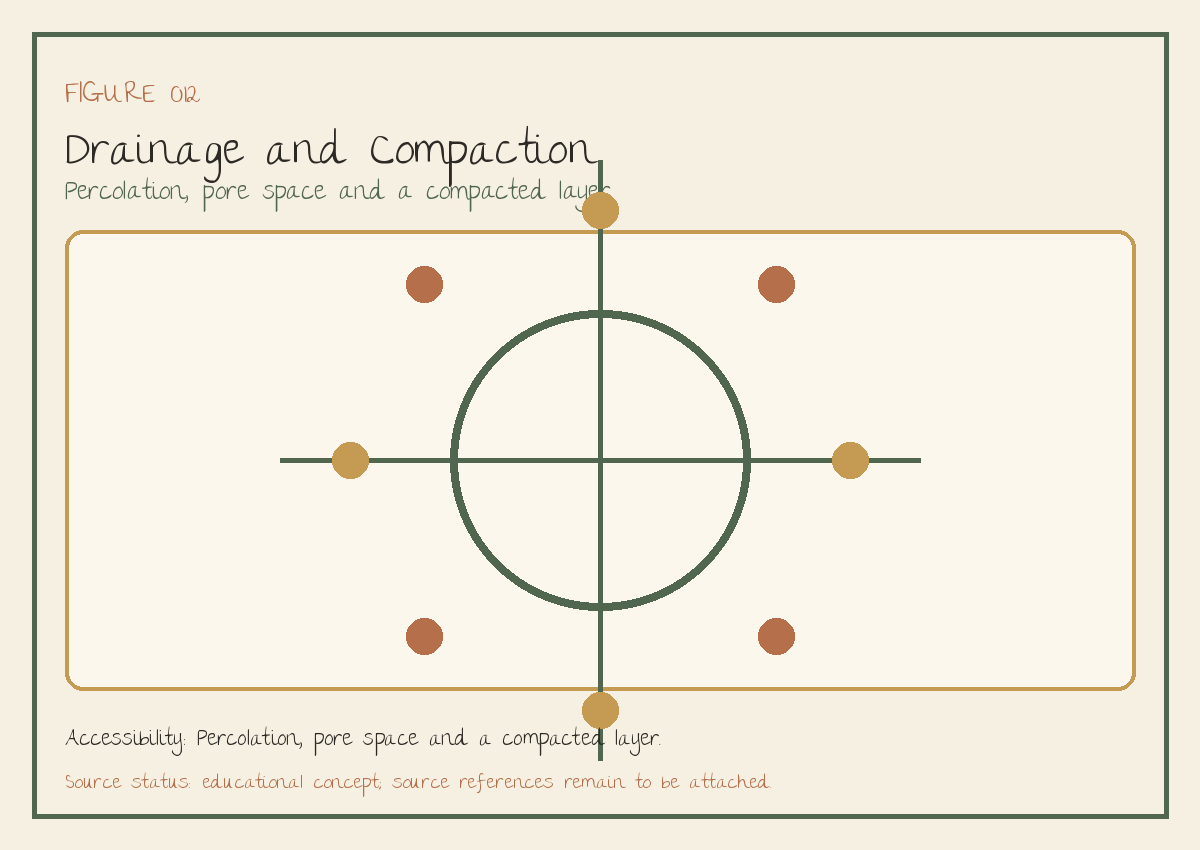 FIGURE 012
Drainage and Compaction
Percolation, pore space and a compacted layer
Accessibility: Percolation, pore space and a compacted layer.
Source status: educational concept; source references remain to be attached.